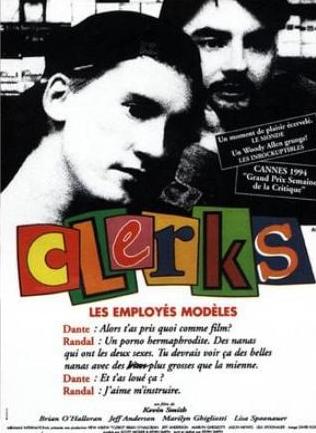 Un moment de plaisir écervelé.
LE MONDE
Un Woody Allen grunge!
LES INROCKUPTIBLES
CANNES 1994
"Grand Prix Semaine
de la Critique"
CLerks
LES EMPLOYÉS MODÈLES
Dante : Alors t'as pris quoi comme film?
Randal : Un porno hermaphrodite. Des nanas
qui ont les deux sexes. Tu devrais voir ça des belles
nanas avec des plus grosses que la mienne.
Dante : Et t'as loué ça ?
Randal : J'aime m'instruire.
un film de
Kevin Smith
Brian O'Halloran Jeff Anderson Marilyn Ghigliotti Lisa Spoonauer